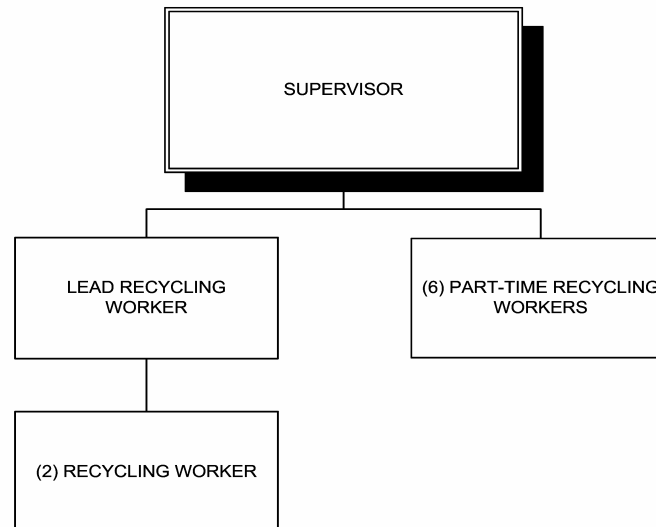 SUPERVISOR
LEAD RECYCLING
WORKER
(6) PART-TIME RECYCLING
WORKERS
(2) RECYCLING WORKER